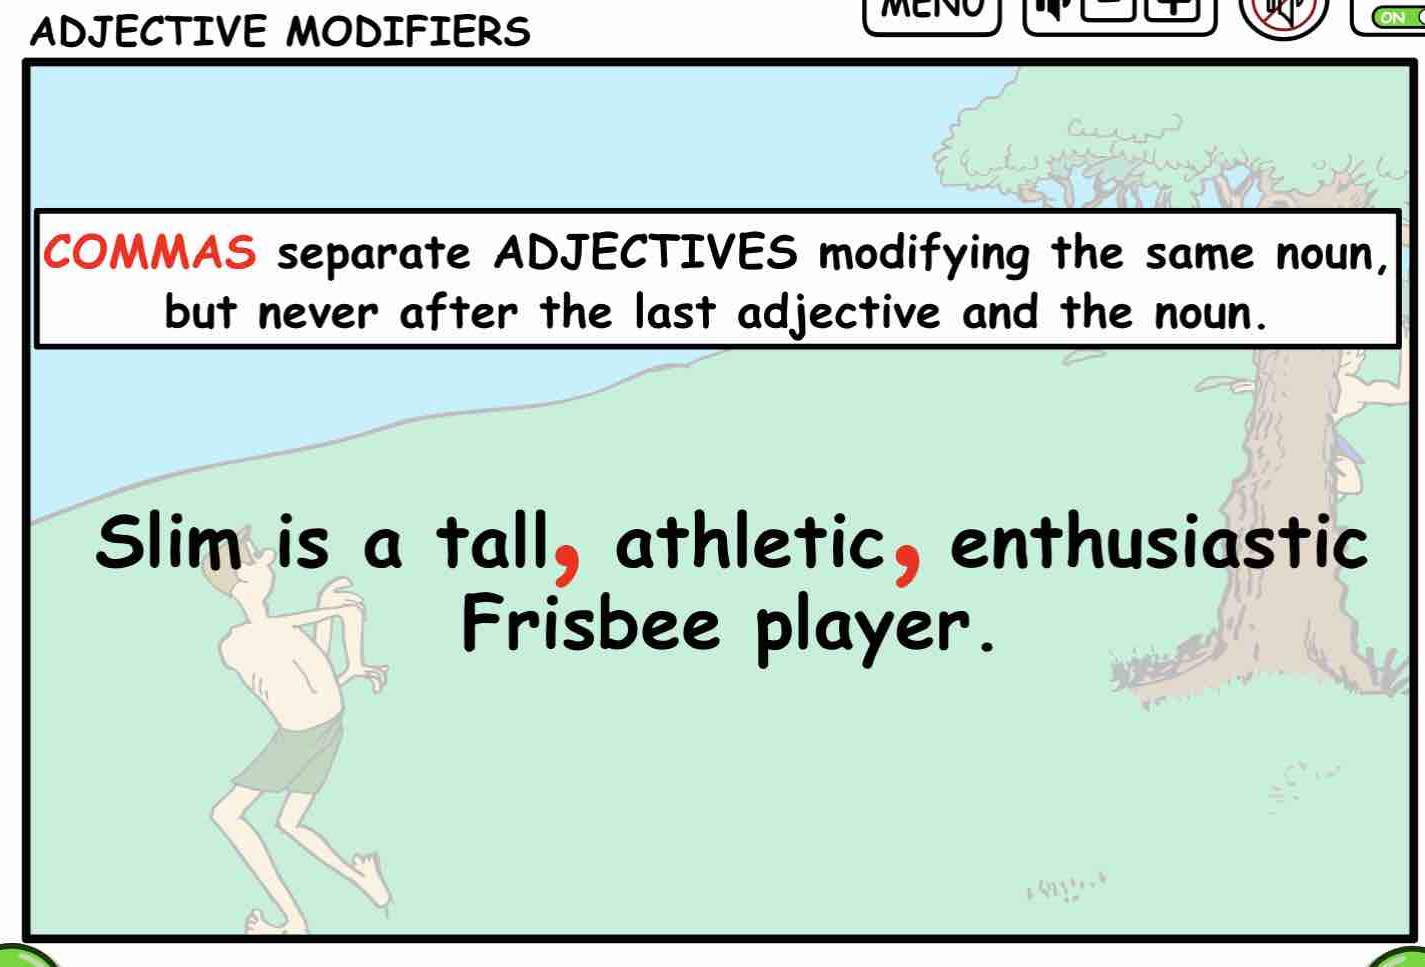 ADJECTIVE MODIFIERS
MENU
ON
COMMAS separate ADJECTIVES modifying the same noun,
but never after the last adjective and the noun.
Slim is a tall, athletic, enthusiastic
Frisbee player.